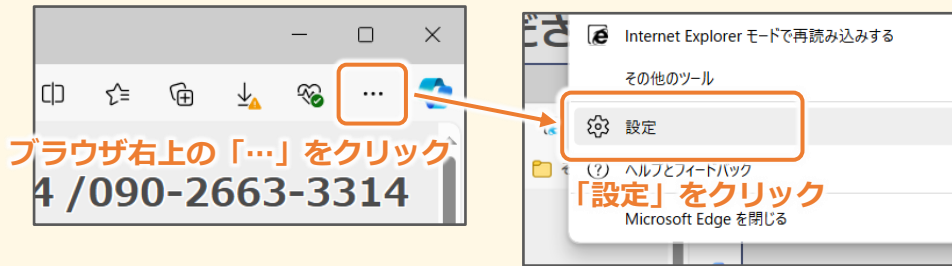 ブラウザ右上の「…」をクリック
4 /090-2663-3314
Internet Explorer モードで再読み込みする
その他のツール
設定
ヘルプとフィードバック
「設定」をクリック
Microsoft Edge を閉じる